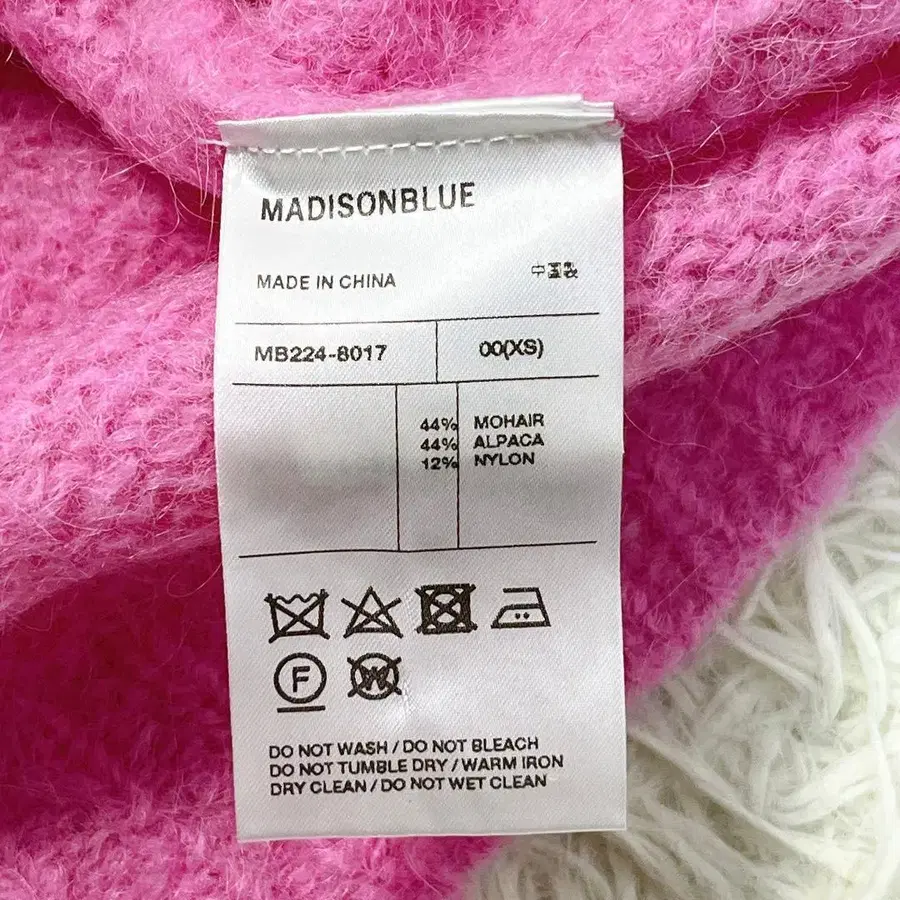 MADISONBLUE
MADE IN CHINA 中国製
MB224-8017 00(XS)
44% MOHAIR
44% ALPACA
12% NYLON
F W
DO NOT WASH / DO NOT BLEACH
DO NOT TUMBLE DRY / WARM IRON
DRY CLEAN / DO NOT WET CLEAN